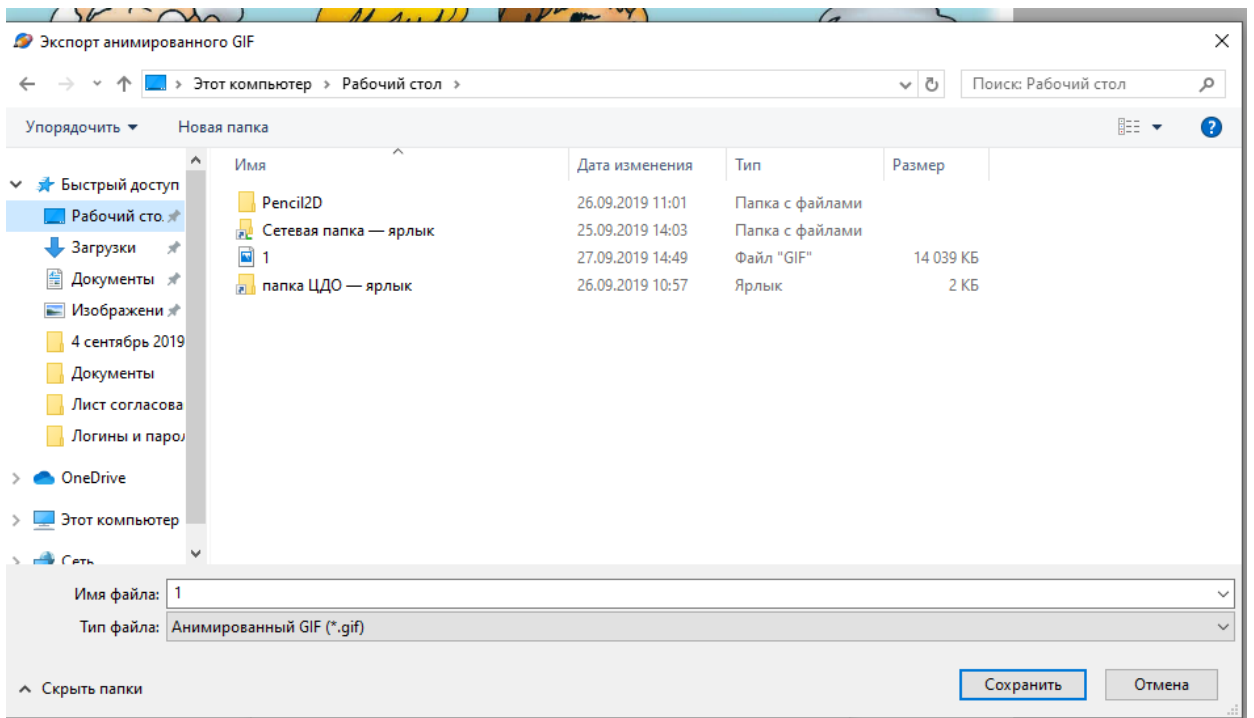 Экспорт анимированного GIF
Этот компьютер > Рабочий стол >
Поиск: Рабочий стол
Упорядочить
Новая папка
Имя Дата изменения Тип Размер
Быстрый доступ
Рабочий сто.
Загрузки
Документы
Изображени
4 сентябрь 2019
Документы
Лист согласова
Логины и парол
OneDrive
Этот компьютер
Сеть
Pencil2D 26.09.2019 11:01 Папка с файлами
Сетевая папка — ярлык 25.09.2019 14:03 Папка с файлами
1 27.09.2019 14:49 Файл "GIF" 14 039 КБ
папка ЦДО — ярлык 26.09.2019 10:57 Ярлык 2 КБ
Имя файла: 1
Тип файла: Анимированный GIF (*.gif)
Скрыть папки
Сохранить
Отмена